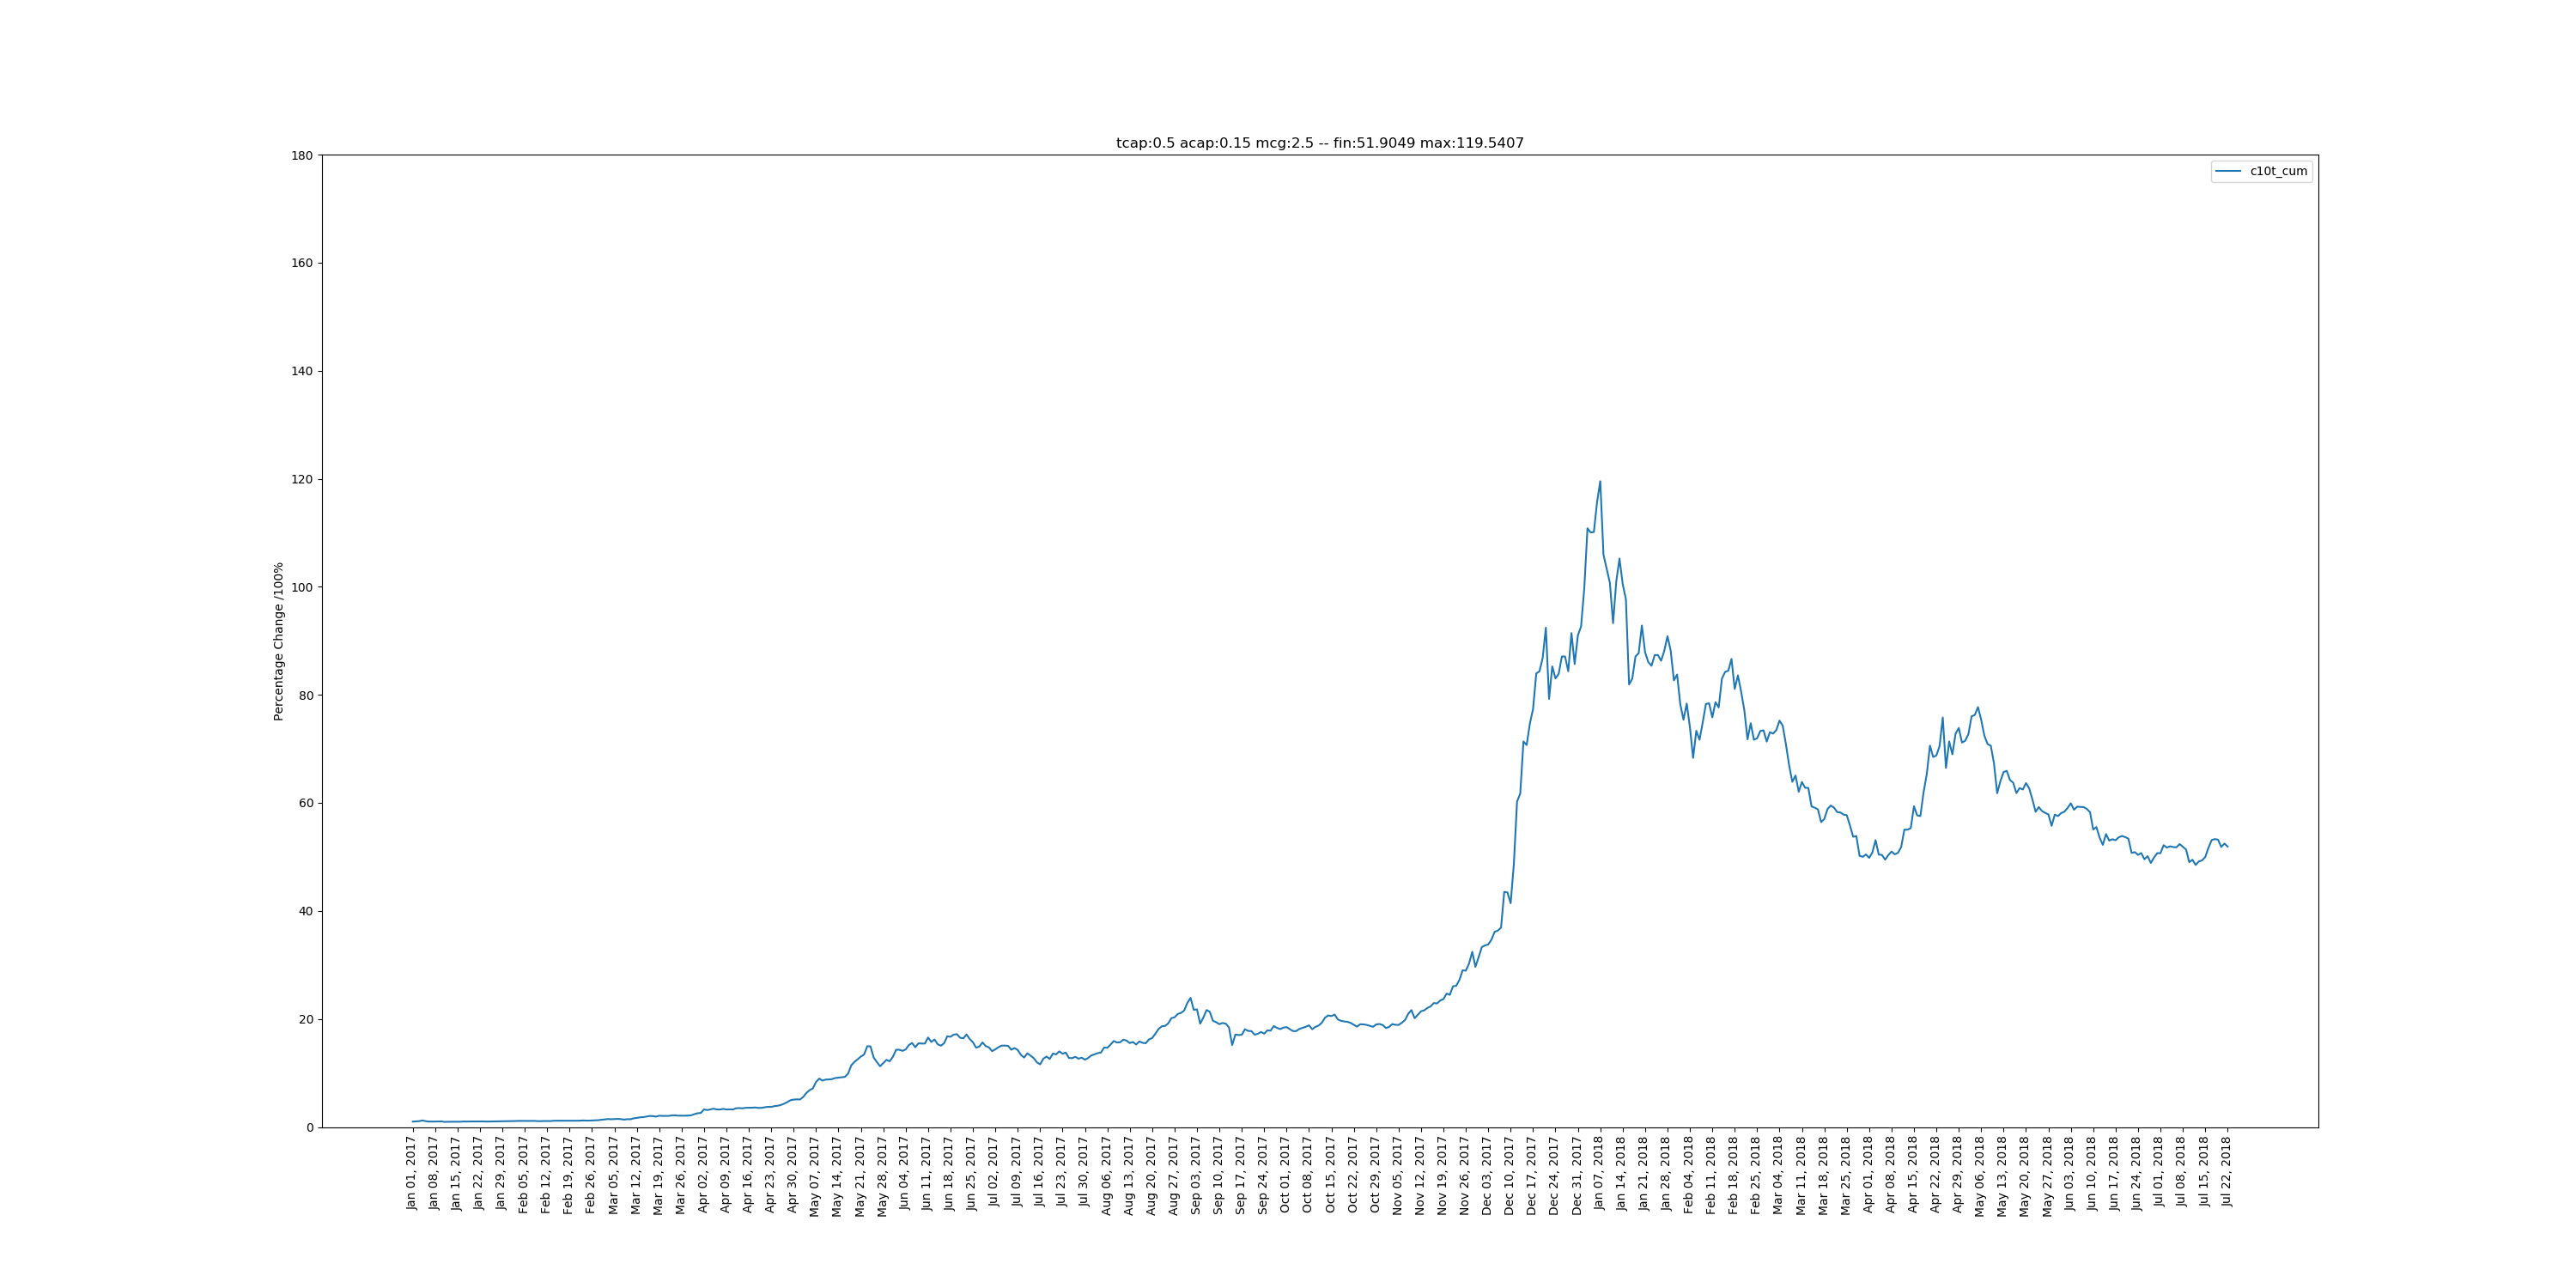 tcap:0.5 acap:0.15 mcg:2.5 -- fin:51.9049 max:119.5407
c10t_cum
Percentage Change /100%
180
160
140
120
100
80
60
40
20
0
Jan 01, 2017
Jan 08, 2017
Jan 15, 2017
Jan 22, 2017
Jan 29, 2017
Feb 05, 2017
Feb 12, 2017
Feb 19, 2017
Feb 26, 2017
Mar 05, 2017
Mar 12, 2017
Mar 19, 2017
Mar 26, 2017
Apr 02, 2017
Apr 09, 2017
Apr 16, 2017
Apr 23, 2017
Apr 30, 2017
May 07, 2017
May 14, 2017
May 21, 2017
May 28, 2017
Jun 04, 2017
Jun 11, 2017
Jun 18, 2017
Jun 25, 2017
Jul 02, 2017
Jul 09, 2017
Jul 16, 2017
Jul 23, 2017
Jul 30, 2017
Aug 06, 2017
Aug 13, 2017
Aug 20, 2017
Aug 27, 2017
Sep 03, 2017
Sep 10, 2017
Sep 17, 2017
Sep 24, 2017
Oct 01, 2017
Oct 08, 2017
Oct 15, 2017
Oct 22, 2017
Oct 29, 2017
Nov 05, 2017
Nov 12, 2017
Nov 19, 2017
Nov 26, 2017
Dec 03, 2017
Dec 10, 2017
Dec 17, 2017
Dec 24, 2017
Dec 31, 2017
Jan 07, 2018
Jan 14, 2018
Jan 21, 2018
Jan 28, 2018
Feb 04, 2018
Feb 11, 2018
Feb 18, 2018
Feb 25, 2018
Mar 04, 2018
Mar 11, 2018
Mar 18, 2018
Mar 25, 2018
Apr 01, 2018
Apr 08, 2018
Apr 15, 2018
Apr 22, 2018
Apr 29, 2018
May 06, 2018
May 13, 2018
May 20, 2018
May 27, 2018
Jun 03, 2018
Jun 10, 2018
Jun 17, 2018
Jun 24, 2018
Jul 01, 2018
Jul 08, 2018
Jul 15, 2018
Jul 22, 2018